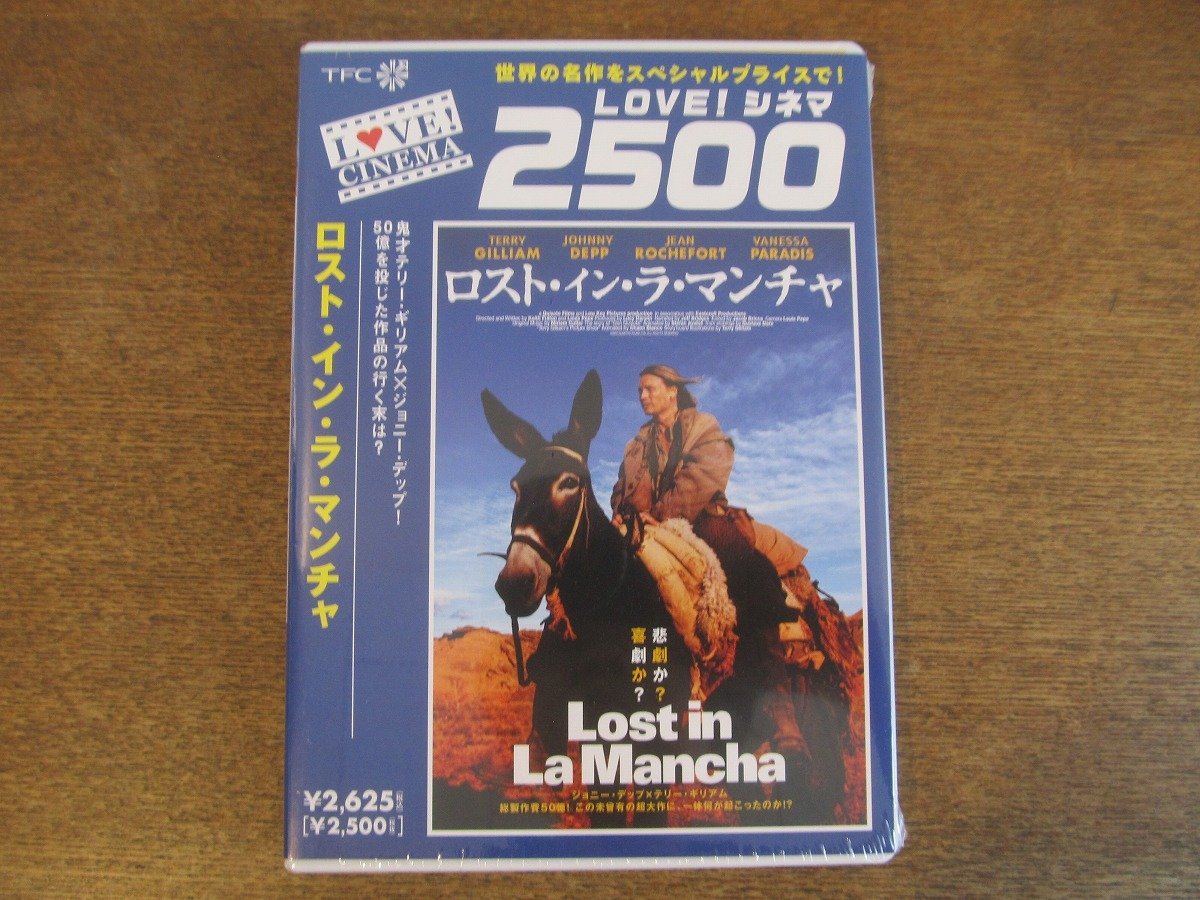 TFC
世界の名作をスペシャルプライスで!
LOVE! シネマ
2500
L♥VE!
CINEMA
ロスト・イン・ラ・マンチャ
鬼才テリー・ギリアム×ジョニー・デップ!
50億を投じた作品の行く末は?
TERRY GILLIAM
JOHNNY DEPP
JEAN ROCHEFORT
VANESSA PARADIS
ロスト・イン・ラ・マンチャ
悲劇か?
喜劇か?
Lost in
La Mancha
ジョニー・デップ×テリー・ギリアム
総製作費50億! この未曾有の超大作に、一体何が起こったのか!?
¥2,625
[¥2,500]